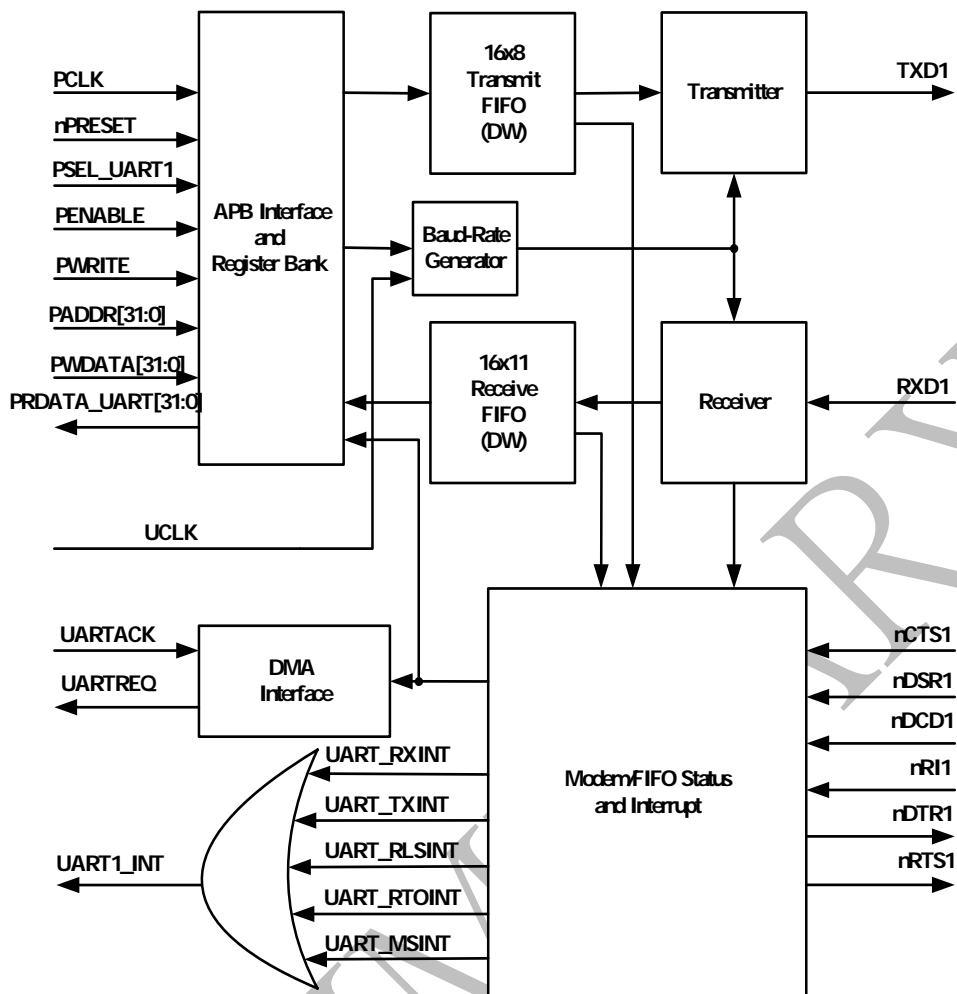 PCLK
nPRESET
PSEL_UART1
PENABLE
PWRITE
PADDR[31:0]
PWDATA[31:0]
PRDATA_UART[31:0]
APB Interface
and
Register Bank
16x8
Transmit
FIFO
(DW)
Transmitter
TXD1
Baud-Rate
Generator
16x11
Receive
FIFO
(DW)
Receiver
RXD1
UCLK
UARTACK
UARTREQ
DMA
Interface
Modem/FIFO Status
and Interrupt
nCTS1
nDSR1
nDCD1
nRI1
nDTR1
nRTS1
UART_RXINT
UART_TXINT
UART_RLSINT
UART_RTOINT
UART_MSINT
UART1_INT